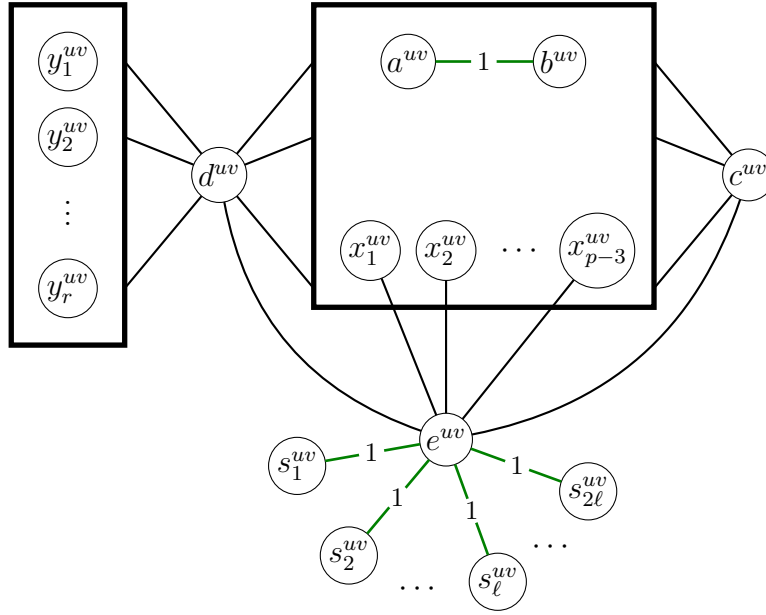 y_1^{uv} a^{uv} 1 b^{uv}
y_2^{uv}
d^{uv} c^{uv}
⋮
x_1^{uv} x_2^{uv} ⋯ x_{p−3}^{uv}
y_r^{uv}
e^{uv}
s_1^{uv} 1 1 s_{2ℓ}^{uv}
1 1
s_2^{uv} ⋯
⋯ s_ℓ^{uv}